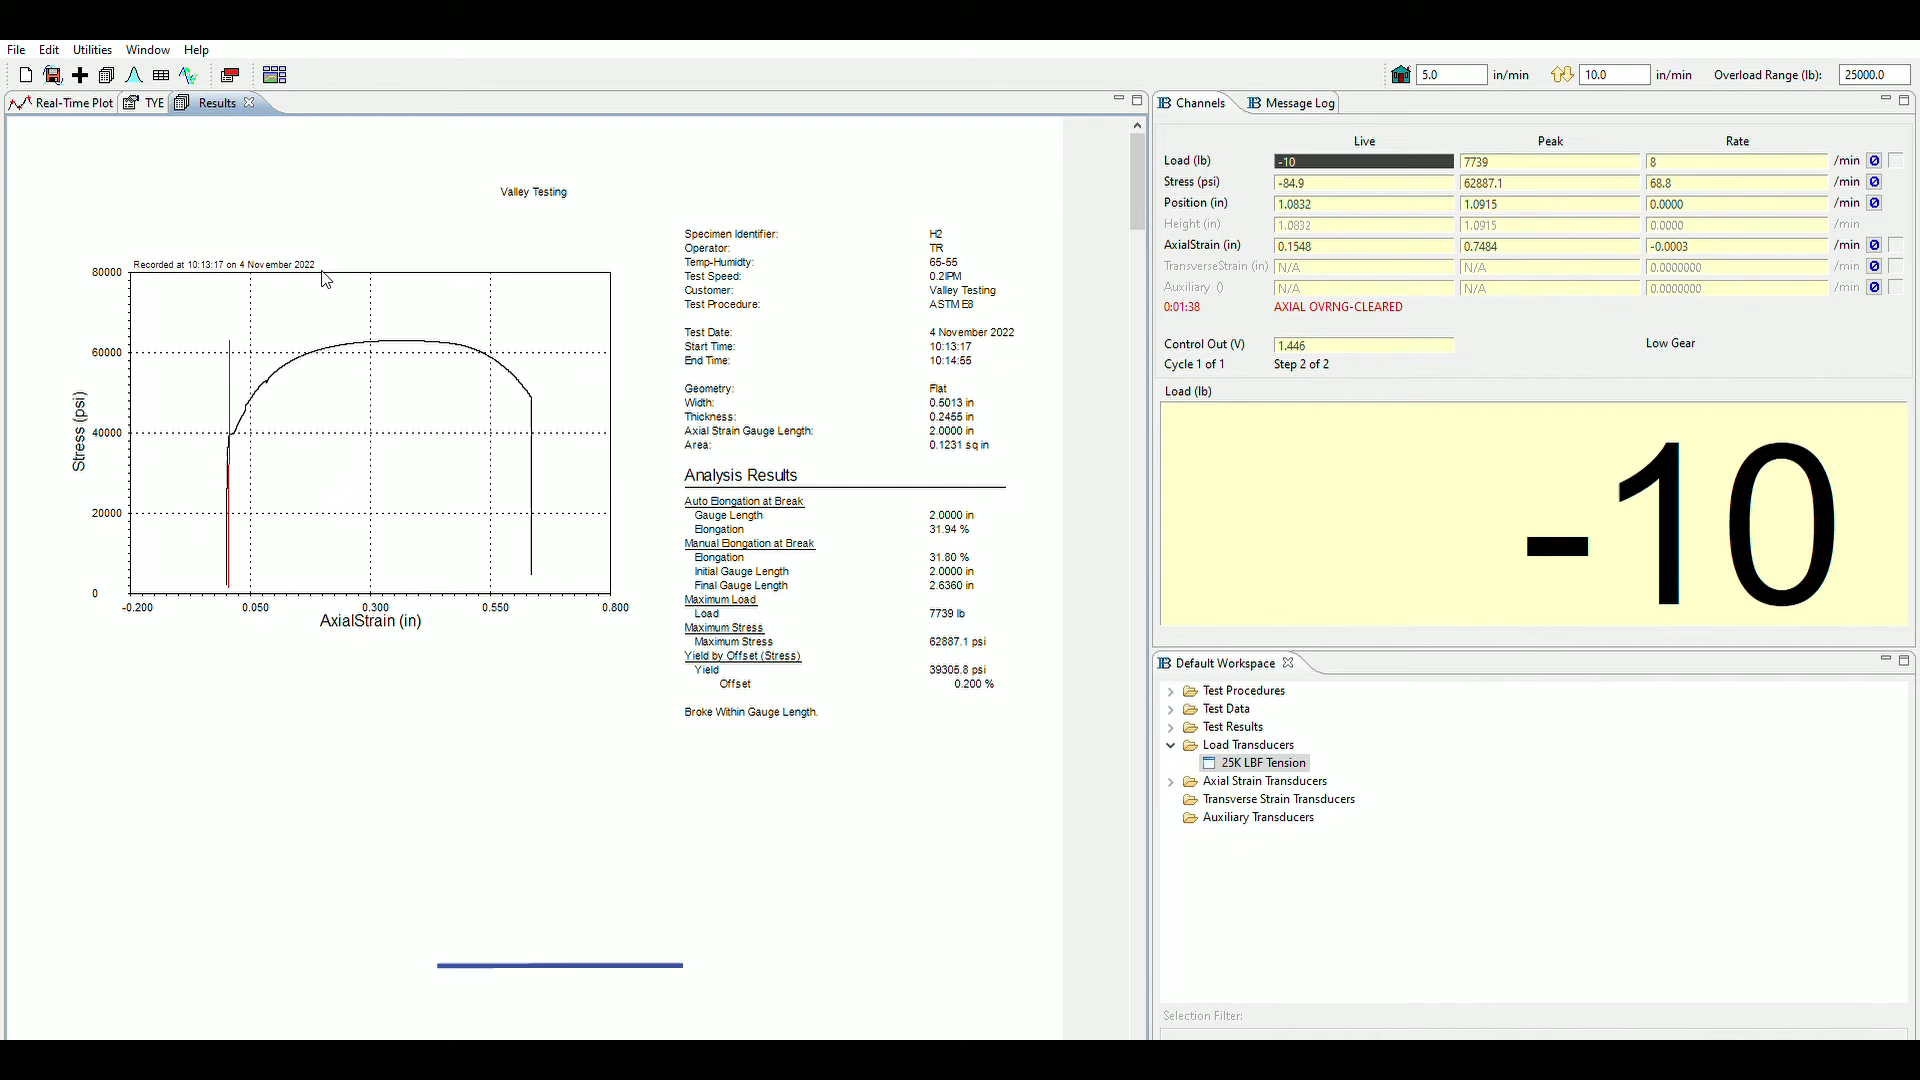 File Edit Utilities Window Help
5.0 in/min 10.0 in/min Overload Range (lb): 25000.0
Real-Time Plot TYE Results
Valley Testing
Recorded at 10:13:17 on 4 November 2022
80000
60000
40000
20000
0
Stress (psi)
-0.200 0.050 0.300 0.550 0.800
AxialStrain (in)
Specimen Identifier: H2
Operator: TR
Temp-Humidty: 65-55
Test Speed: 0.2IPM
Customer: Valley Testing
Test Procedure: ASTM E8
Test Date: 4 November 2022
Start Time: 10:13:17
End Time: 10:14:55
Geometry: Flat
Width: 0.5013 in
Thickness: 0.2455 in
Axial Strain Gauge Length: 2.0000 in
Area: 0.1231 sq in
Analysis Results
Auto Elongation at Break
Gauge Length 2.0000 in
Elongation 31.94 %
Manual Elongation at Break
Elongation 31.80 %
Initial Gauge Length 2.0000 in
Final Gauge Length 2.6360 in
Maximum Load
Load 7739 lb
Maximum Stress
Maximum Stress 62887.1 psi
Yield by Offset (Stress)
Yield 39305.8 psi
Offset 0.200 %
Broke Within Gauge Length.
Channels Message Log
Live Peak Rate
Load (lb) -10 7739 8 /min
Stress (psi) -84.9 62887.1 68.8 /min
Position (in) 1.0832 1.0915 0.0000 /min
Height (in) 1.0832 1.0915 0.0000 /min
AxialStrain (in) 0.1548 0.7484 -0.0003 /min
TransverseStrain (in) N/A N/A 0.0000000 /min
Auxiliary () N/A N/A 0.0000000 /min
0:01:38 AXIAL OVRNG-CLEARED
Control Out (V) 1.446 Low Gear
Cycle 1 of 1 Step 2 of 2
Load (lb)
-10
Default Workspace
Test Procedures
Test Data
Test Results
Load Transducers
25K LBF Tension
Axial Strain Transducers
Transverse Strain Transducers
Auxiliary Transducers
Selection Filter: